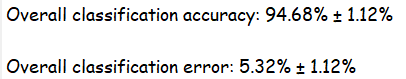 Overall classification accuracy: 94.68% ± 1.12%
Overall classification error: 5.32% ± 1.12%